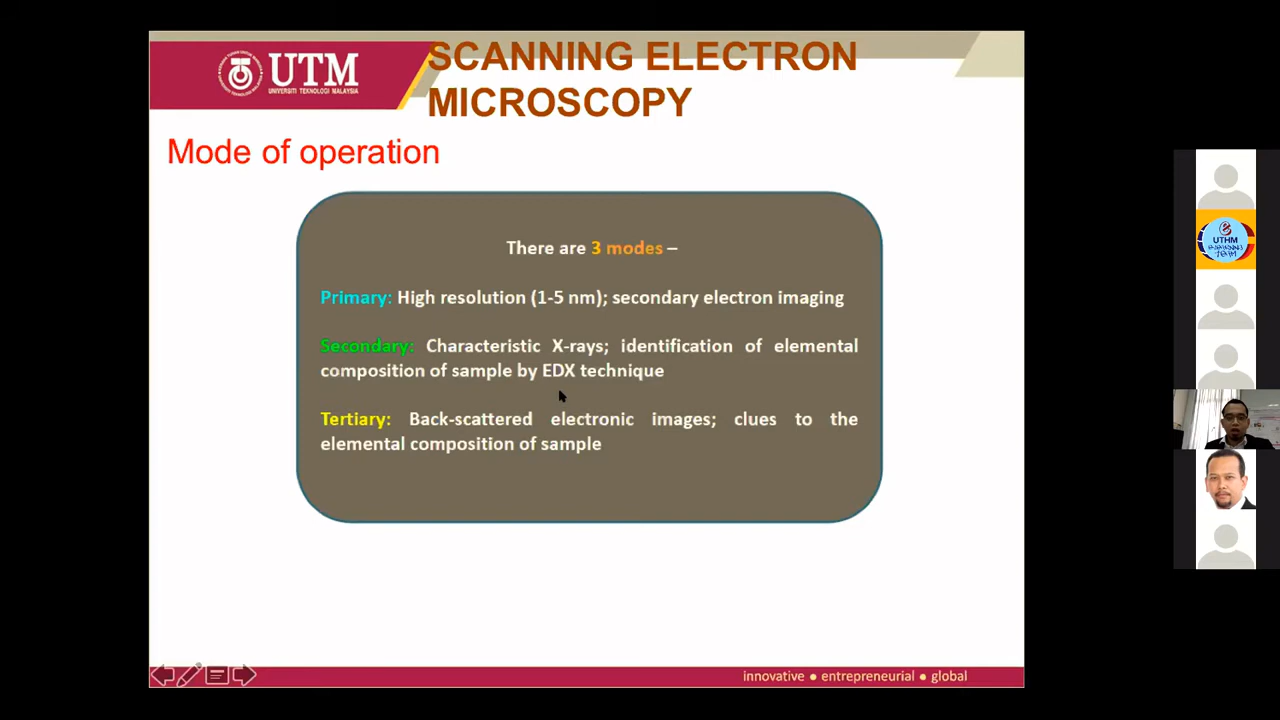 UTM
UNIVERSITI TEKNOLOGI MALAYSIA
SCANNING ELECTRON
MICROSCOPY
Mode of operation
There are 3 modes –
Primary: High resolution (1-5 nm); secondary electron imaging
Secondary: Characteristic X-rays; identification of elemental
composition of sample by EDX technique
Tertiary: Back-scattered electronic images; clues to the
elemental composition of sample
innovative ● entrepreneurial ● global
UTHM